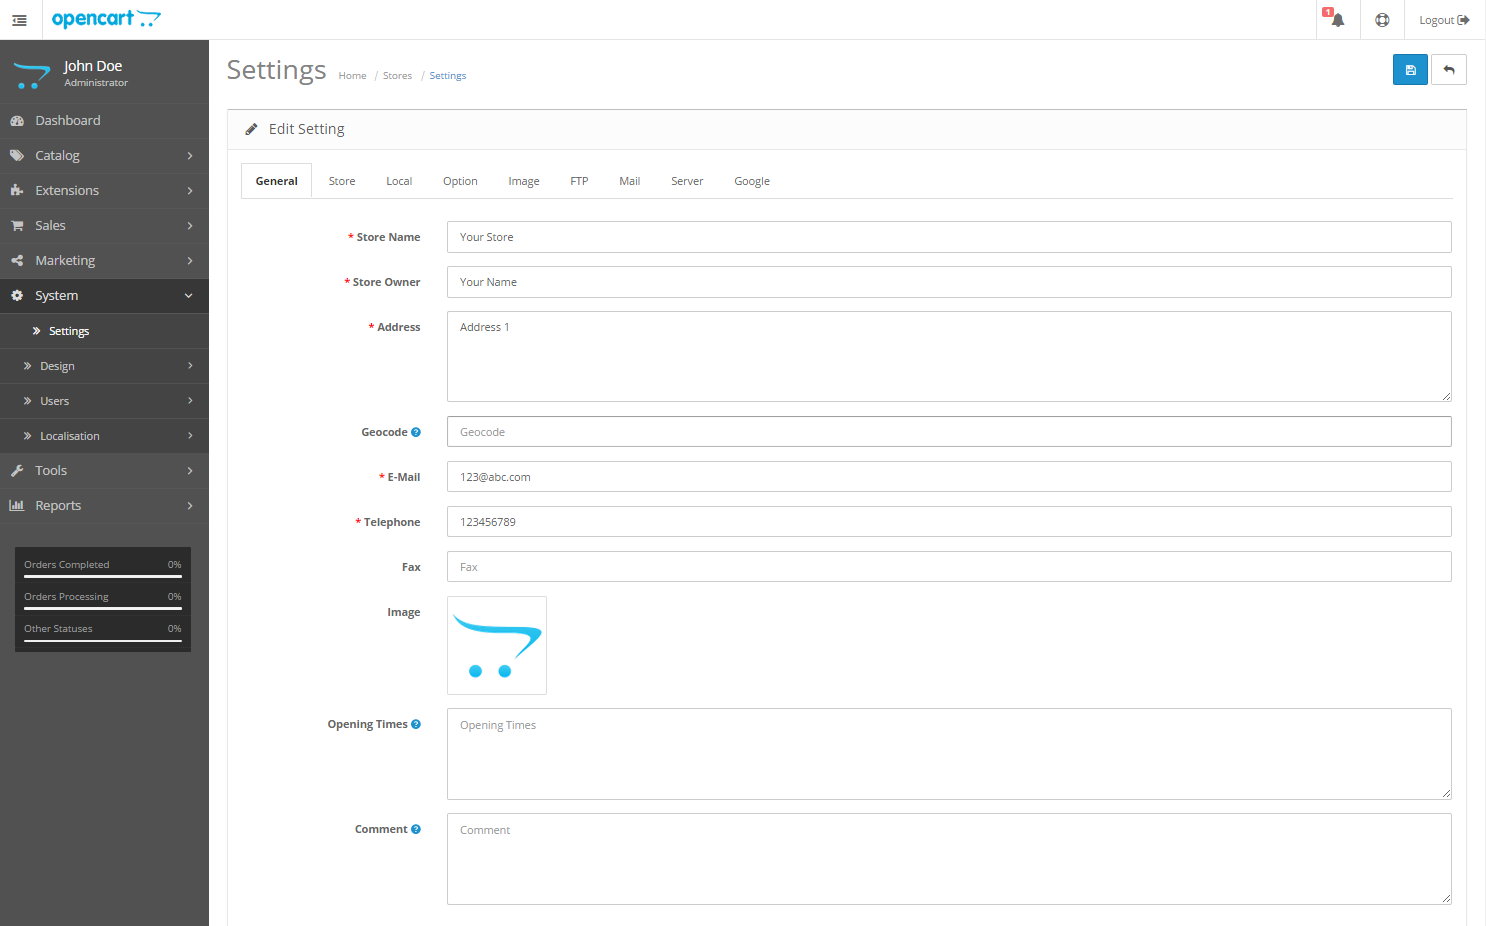 opencart
1
Logout
John Doe
Administrator
Dashboard
Catalog
Extensions
Sales
Marketing
System
Settings
Design
Users
Localisation
Tools
Reports
Orders Completed 0%
Orders Processing 0%
Other Statuses 0%
Settings Home / Stores / Settings
Edit Setting
General Store Local Option Image FTP Mail Server Google
* Store Name Your Store
* Store Owner Your Name
* Address Address 1
Geocode ? Geocode
* E-Mail 123@abc.com
* Telephone 123456789
Fax Fax
Image
Opening Times ? Opening Times
Comment ? Comment